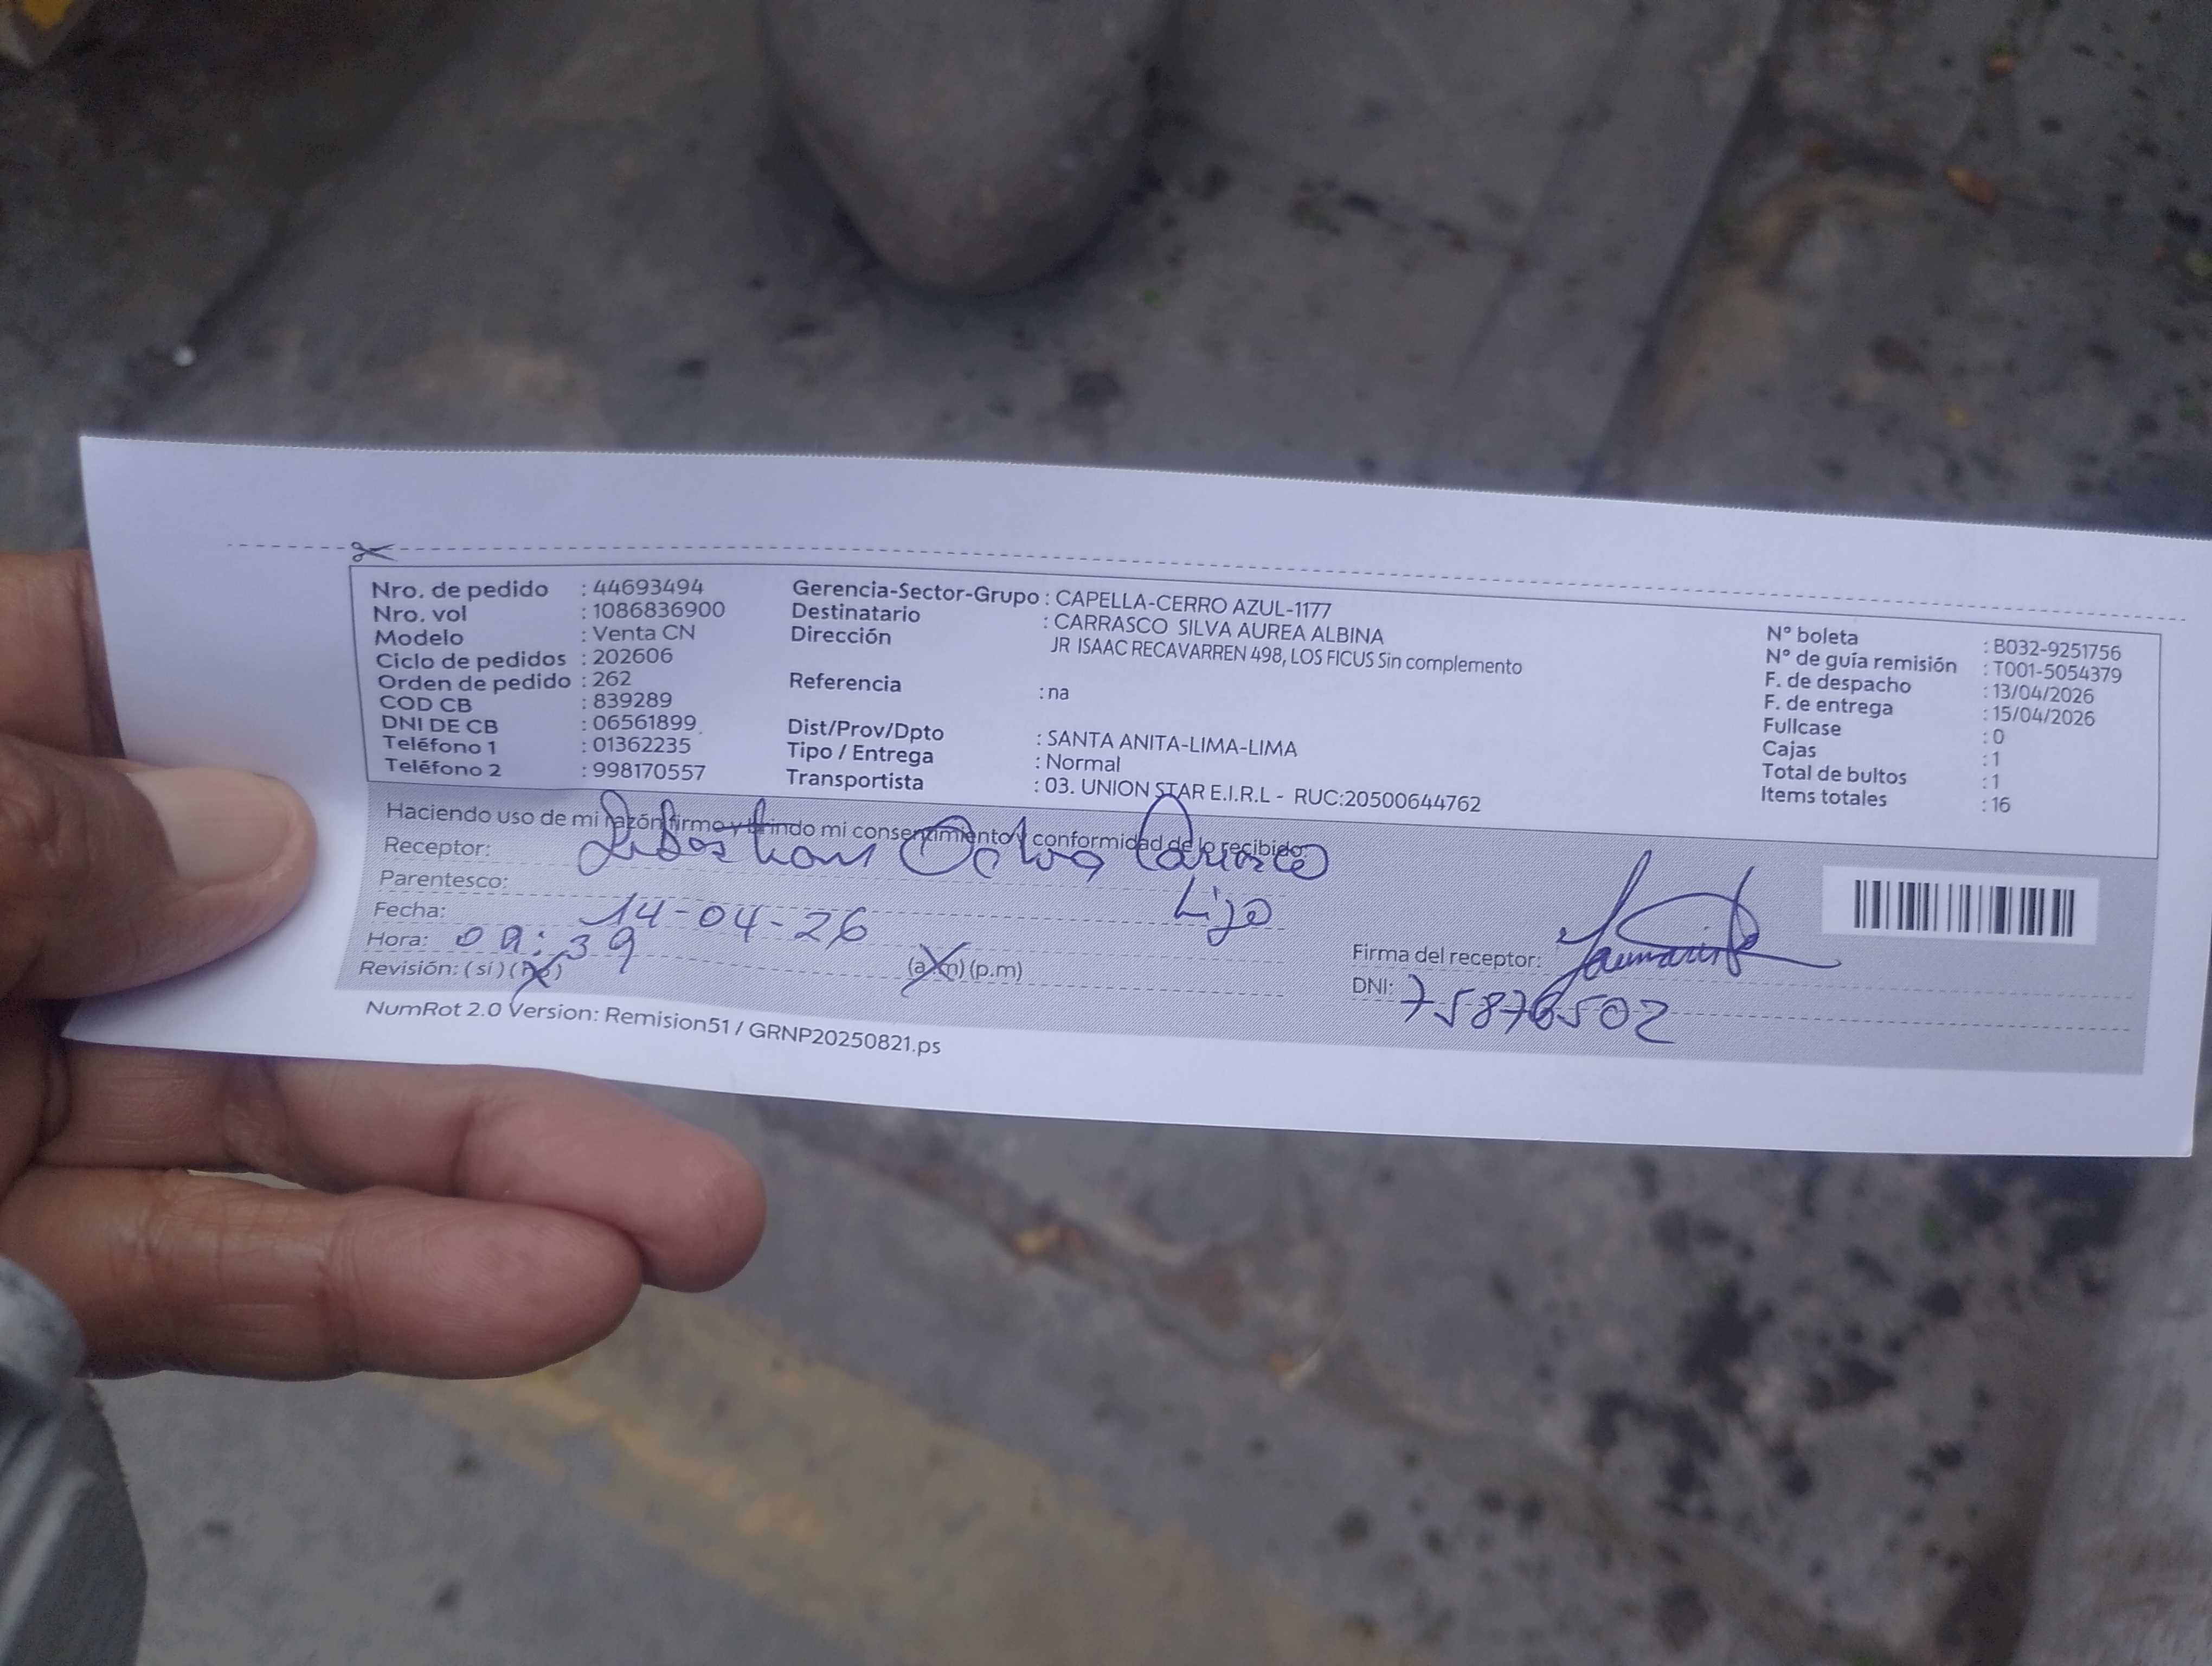 Nro. de pedido : 44693494
Nro. vol : 1086836900
Modelo : Venta CN
Ciclo de pedidos : 202606
Orden de pedido : 262
COD CB : 839289
DNI DE CB : 06561899
Teléfono 1 : 01362235
Teléfono 2 : 998170557
Gerencia-Sector-Grupo : CAPELLA-CERRO AZUL-1177
Destinatario : CARRASCO SILVA AUREA ALBINA
Dirección JR ISAAC RECAVARREN 498, LOS FICUS Sin complemento
Referencia : na
Dist/Prov/Dpto : SANTA ANITA-LIMA-LIMA
Tipo / Entrega : Normal
Transportista : 03. UNION STAR E.I.R.L - RUC:20500644762
N° boleta : B032-9251756
N° de guía remisión : T001-5054379
F. de despacho : 13/04/2026
F. de entrega : 15/04/2026
Fullcase : 0
Cajas : 1
Total de bultos : 1
Items totales : 16
Haciendo uso de mi razón firmo y brindo mi consentimiento y conformidad de lo recibido.
Receptor:
Parentesco: Hijo
Fecha: 14-04-26
Hora: 09:39 (a.m) (p.m)
Revisión: (sí) (no)
Firma del receptor:
DNI: 75876502
NumRot 2.0 Version: Remision51 / GRNP20250821.ps